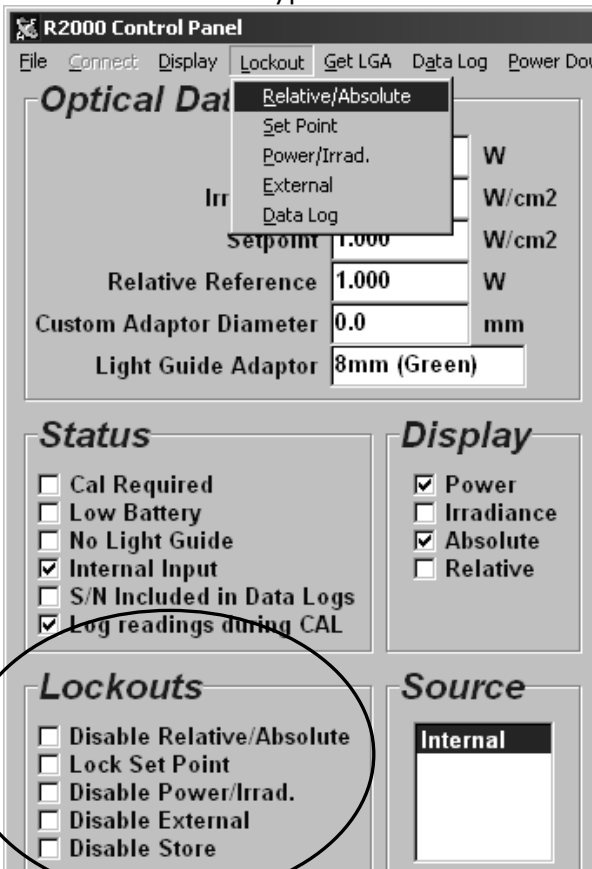 R2000 Control Panel
File Connect Display Lockout Get LGA Data Log
Relative/Absolute
Set Point
Power/Irrad.
External
Data Log
Optical
W
W/cm2
Setpoint 1.000 W/cm2
Relative Reference 1.000 W
Custom Adaptor Diameter 0.0 mm
Light Guide Adaptor 8mm (Green)
Status
Cal Required
Low Battery
No Light Guide
Internal Input
S/N Included in Data Logs
Log readings during CAL
Display
Power
Irradiance
Absolute
Relative
Lockouts
Disable Relative/Absolute
Lock Set Point
Disable Power/Irrad.
Disable External
Disable Store
Source
Internal